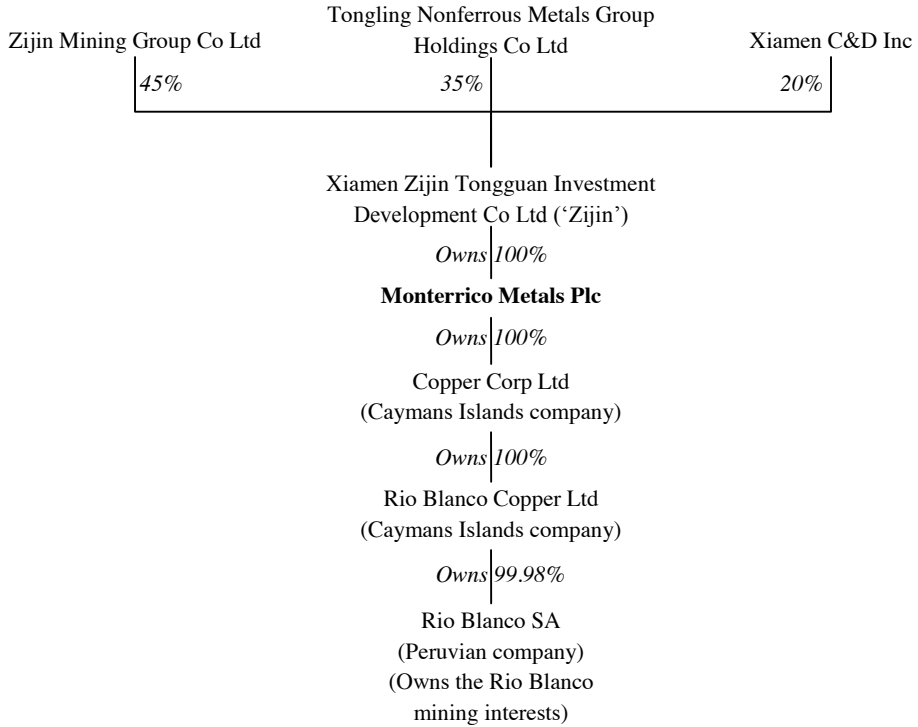 Tongling Nonferrous Metals Group
Holdings Co Ltd
Zijin Mining Group Co Ltd
Xiamen C&D Inc
45%
35%
20%
Xiamen Zijin Tongguan Investment
Development Co Ltd (‘Zijin’)
Owns 100%
Monterrico Metals Plc
Owns 100%
Copper Corp Ltd
(Caymans Islands company)
Owns 100%
Rio Blanco Copper Ltd
(Caymans Islands company)
Owns 99.98%
Rio Blanco SA
(Peruvian company)
(Owns the Rio Blanco
mining interests)